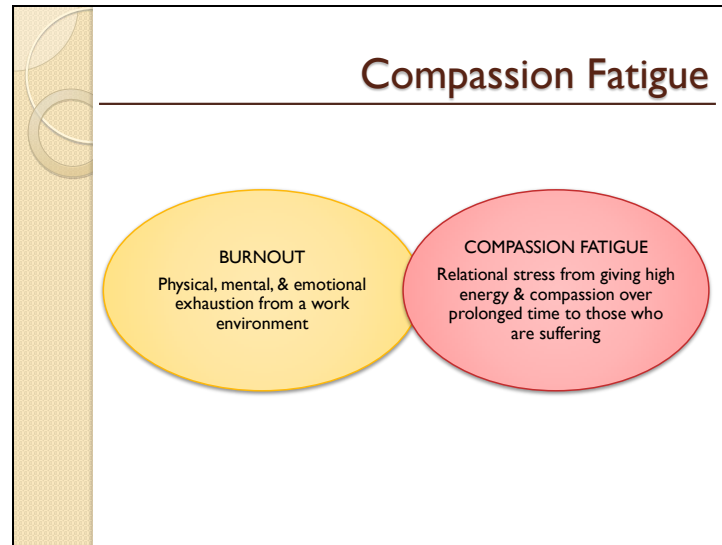 Compassion Fatigue
BURNOUT
Physical, mental, & emotional
exhaustion from a work
environment
COMPASSION FATIGUE
Relational stress from giving high
energy & compassion over
prolonged time to those who
are suffering